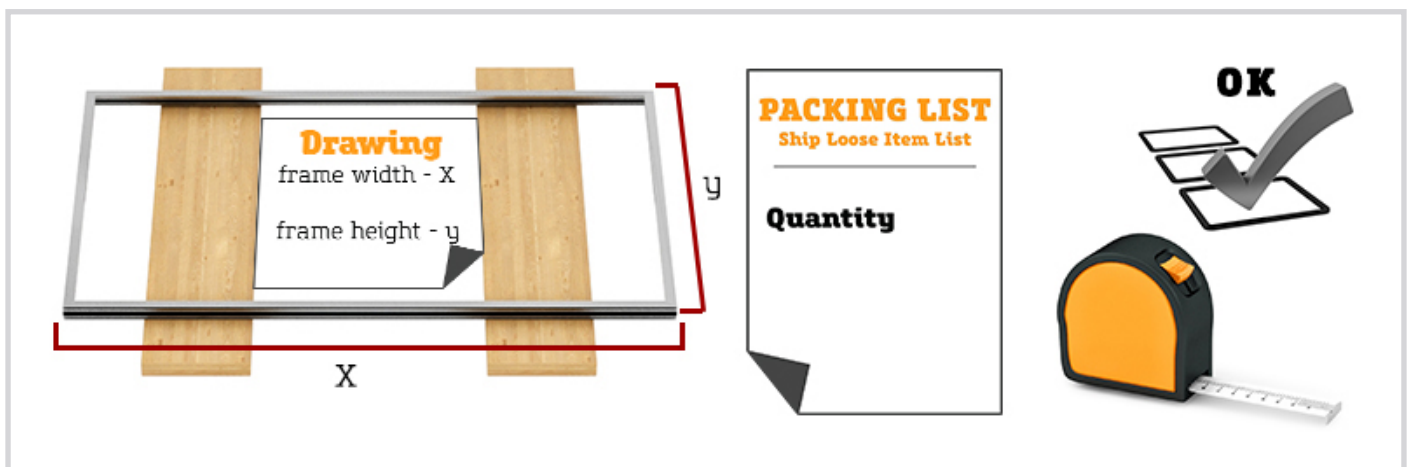 Drawing
frame width - X
frame height - y
y
X
PACKING LIST
Ship Loose Item List
Quantity
OK